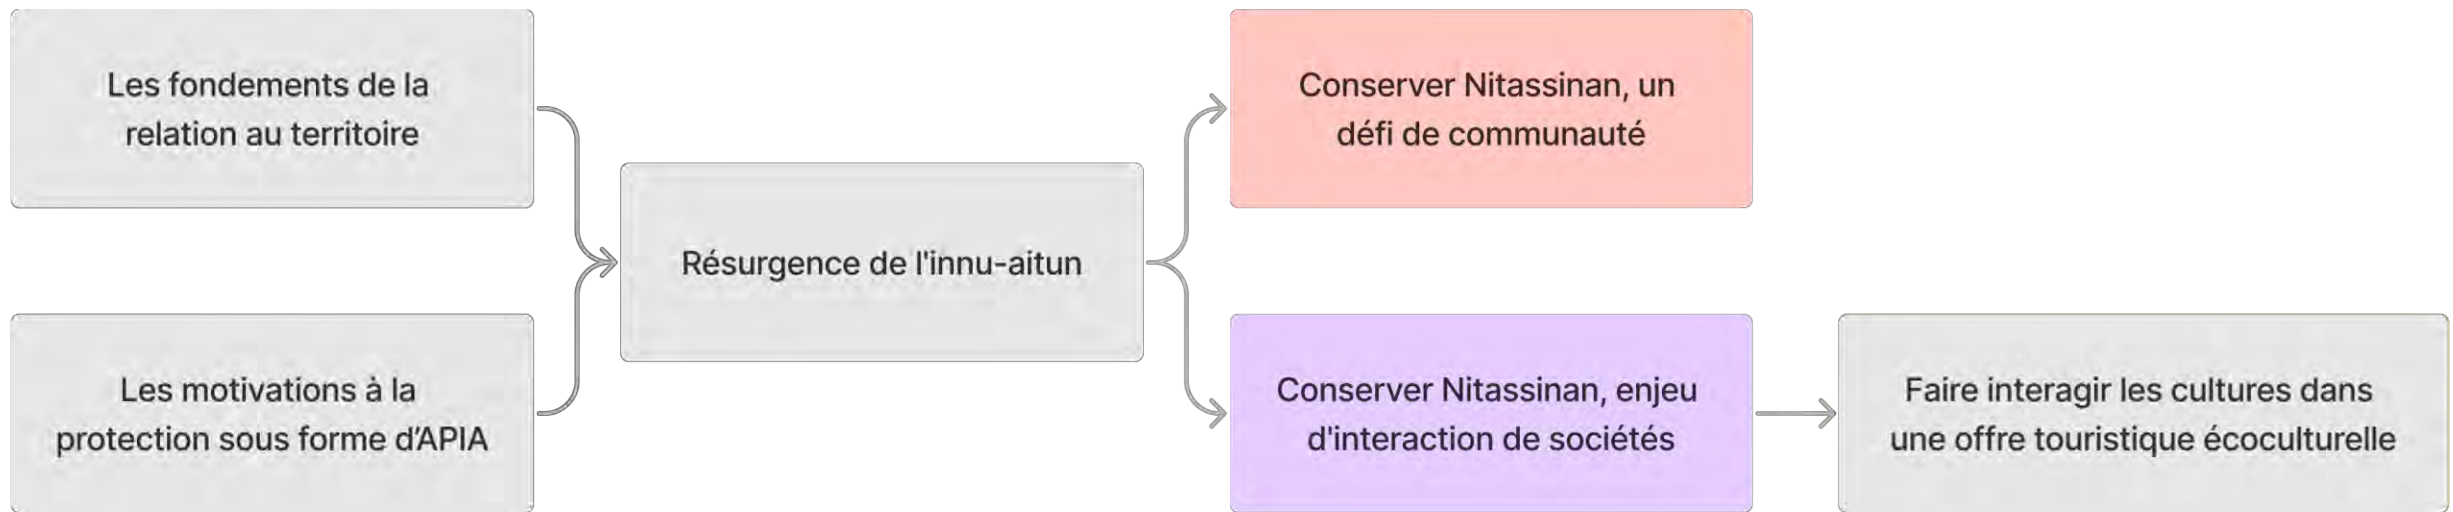 Les fondements de la
relation au territoire
Les motivations à la
protection sous forme d’APIA
Résurgence de l'innu-aitun
Conserver Nitassinan, un
défi de communauté
Conserver Nitassinan, enjeu
d'interaction de sociétés
Faire interagir les cultures dans
une offre touristique écoculturelle